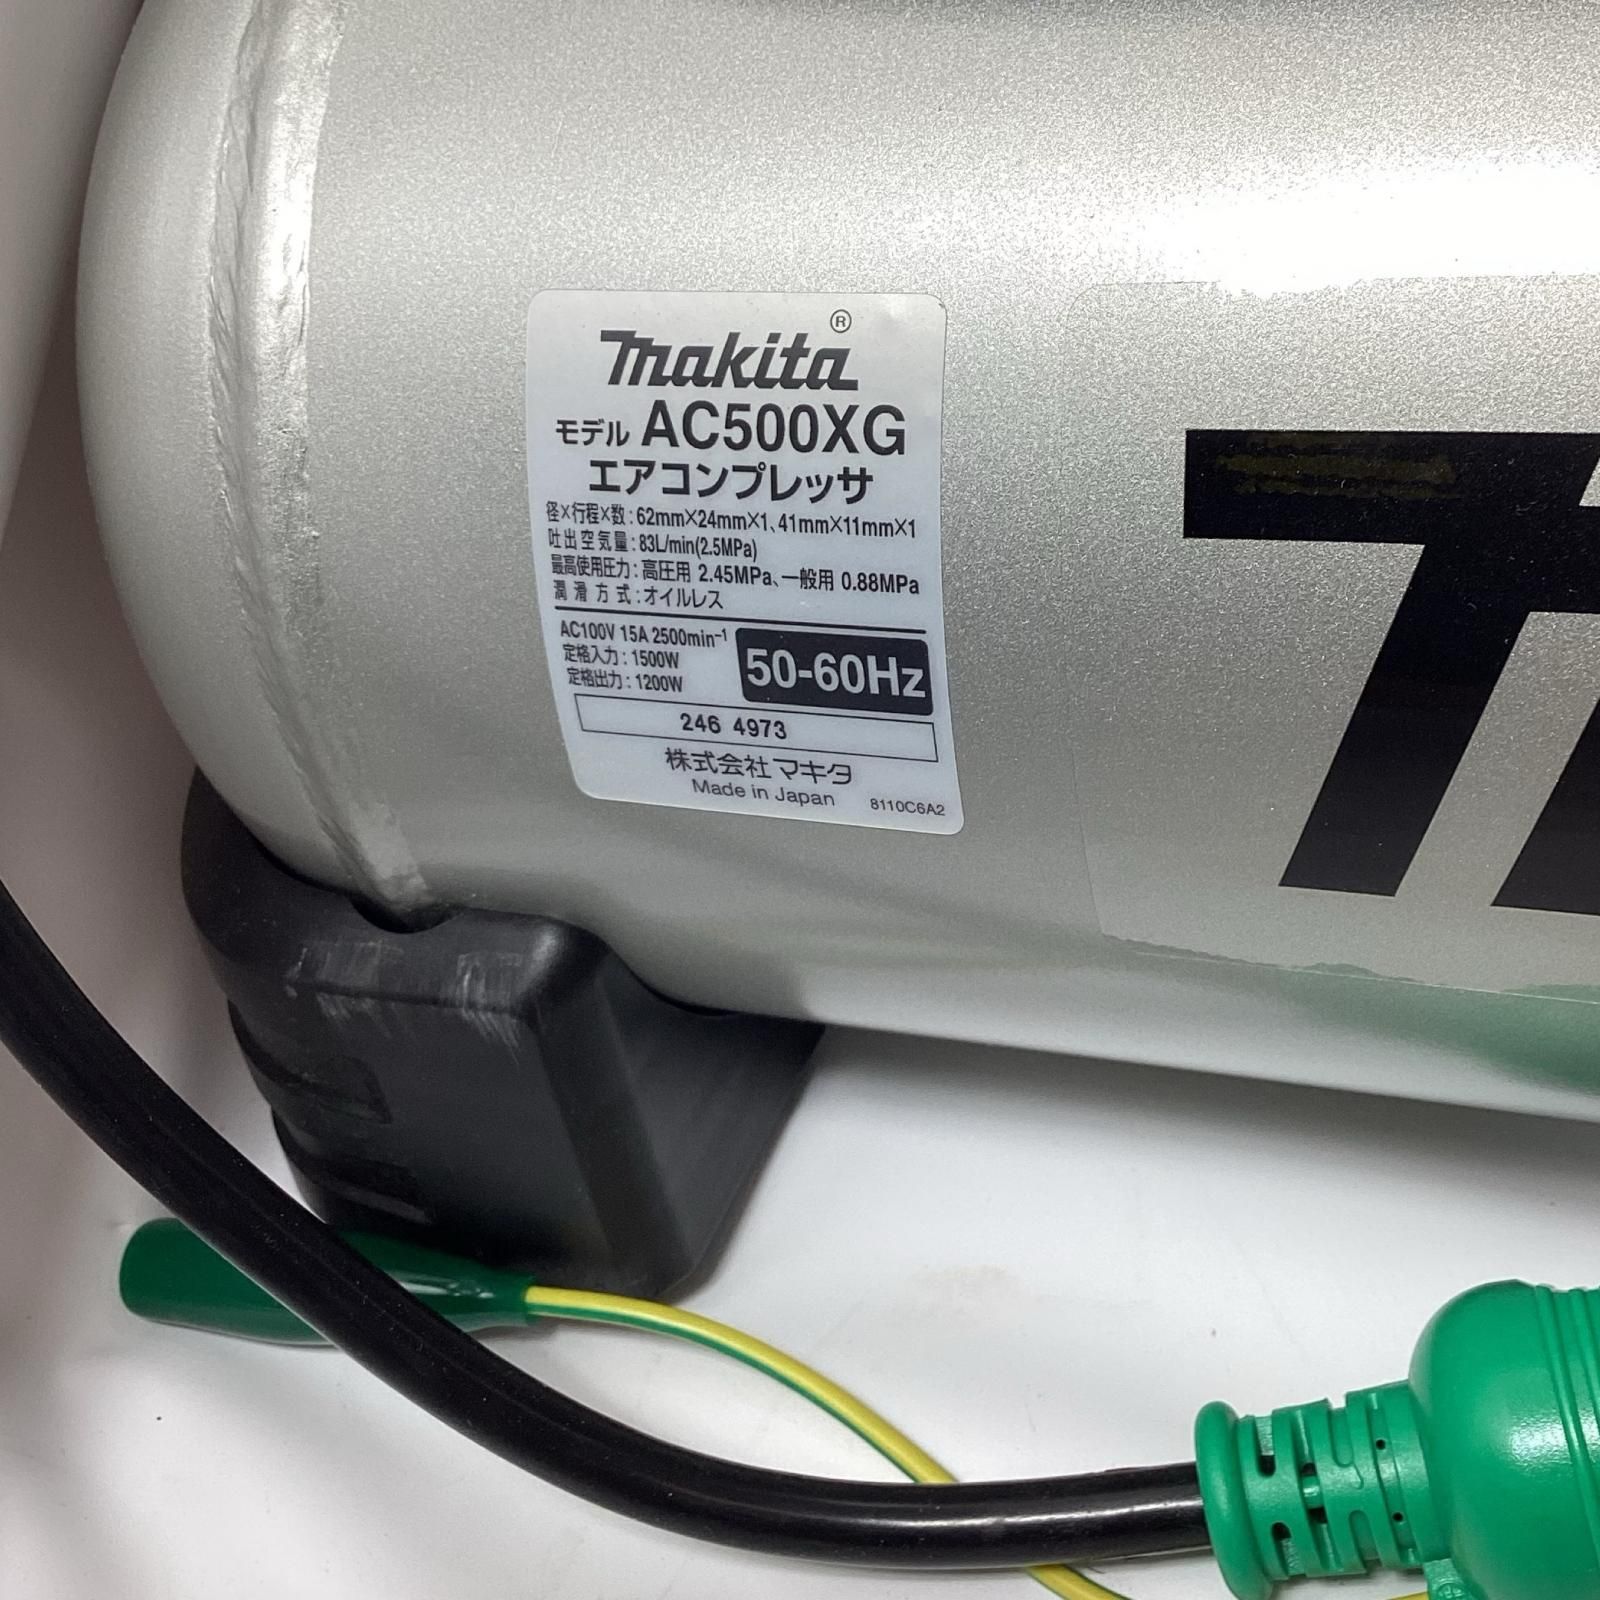 makita®
モデル AC500XG
エアコンプレッサ
径×行程×数:62mm×24mm×1、41mm×11mm×1
吐出空気量:83L/min(2.5MPa)
最高使用圧力:高圧用 2.45MPa、一般用 0.88MPa
潤滑方式:オイルレス
AC100V 15A 2500min⁻¹
定格入力:1500W
定格出力:1200W
50-60Hz
246 4973
株式会社マキタ
Made in Japan 8110C6A2